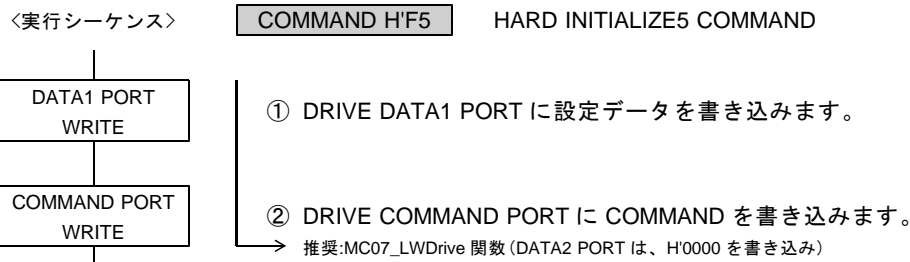 〈実行シーケンス〉 COMMAND H'F5 HARD INITIALIZE5 COMMAND
DATA1 PORT
WRITE
① DRIVE DATA1 PORT に設定データを書き込みます。
COMMAND PORT
WRITE
② DRIVE COMMAND PORT に COMMAND を書き込みます。
推奨:MC07_LWDrive 関数(DATA2 PORT は、H'0000 を書き込み)